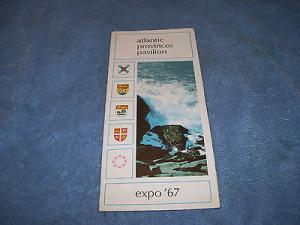 atlantic
provinces
pavilion
expo '67